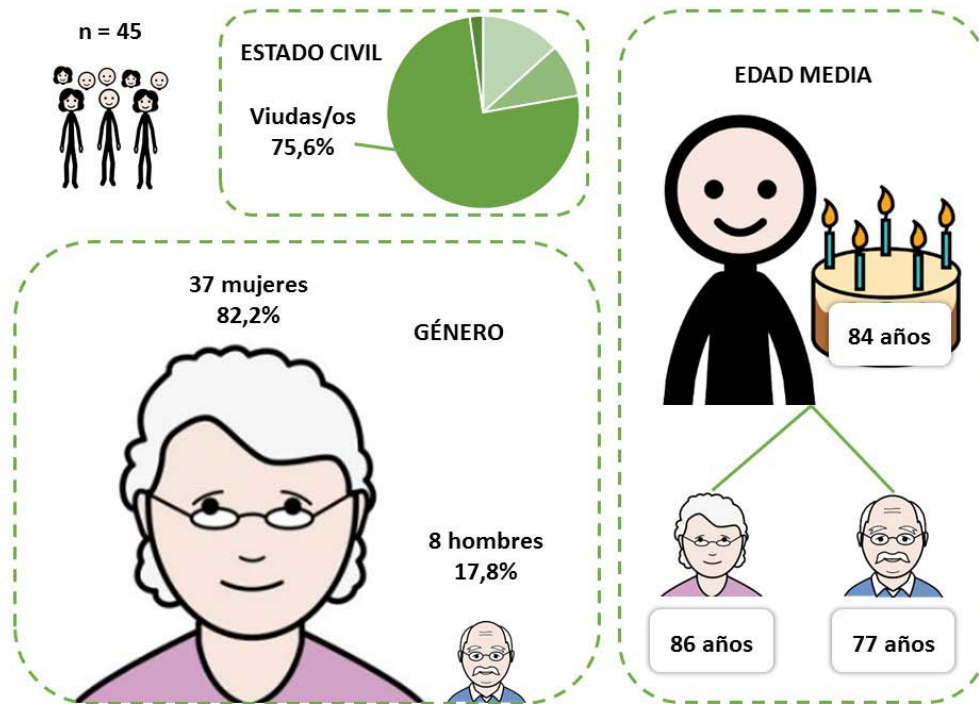 n = 45
ESTADO CIVIL
Viudas/os
75,6%
37 mujeres
82,2%
GÉNERO
8 hombres
17,8%
EDAD MEDIA
84 años
86 años
77 años